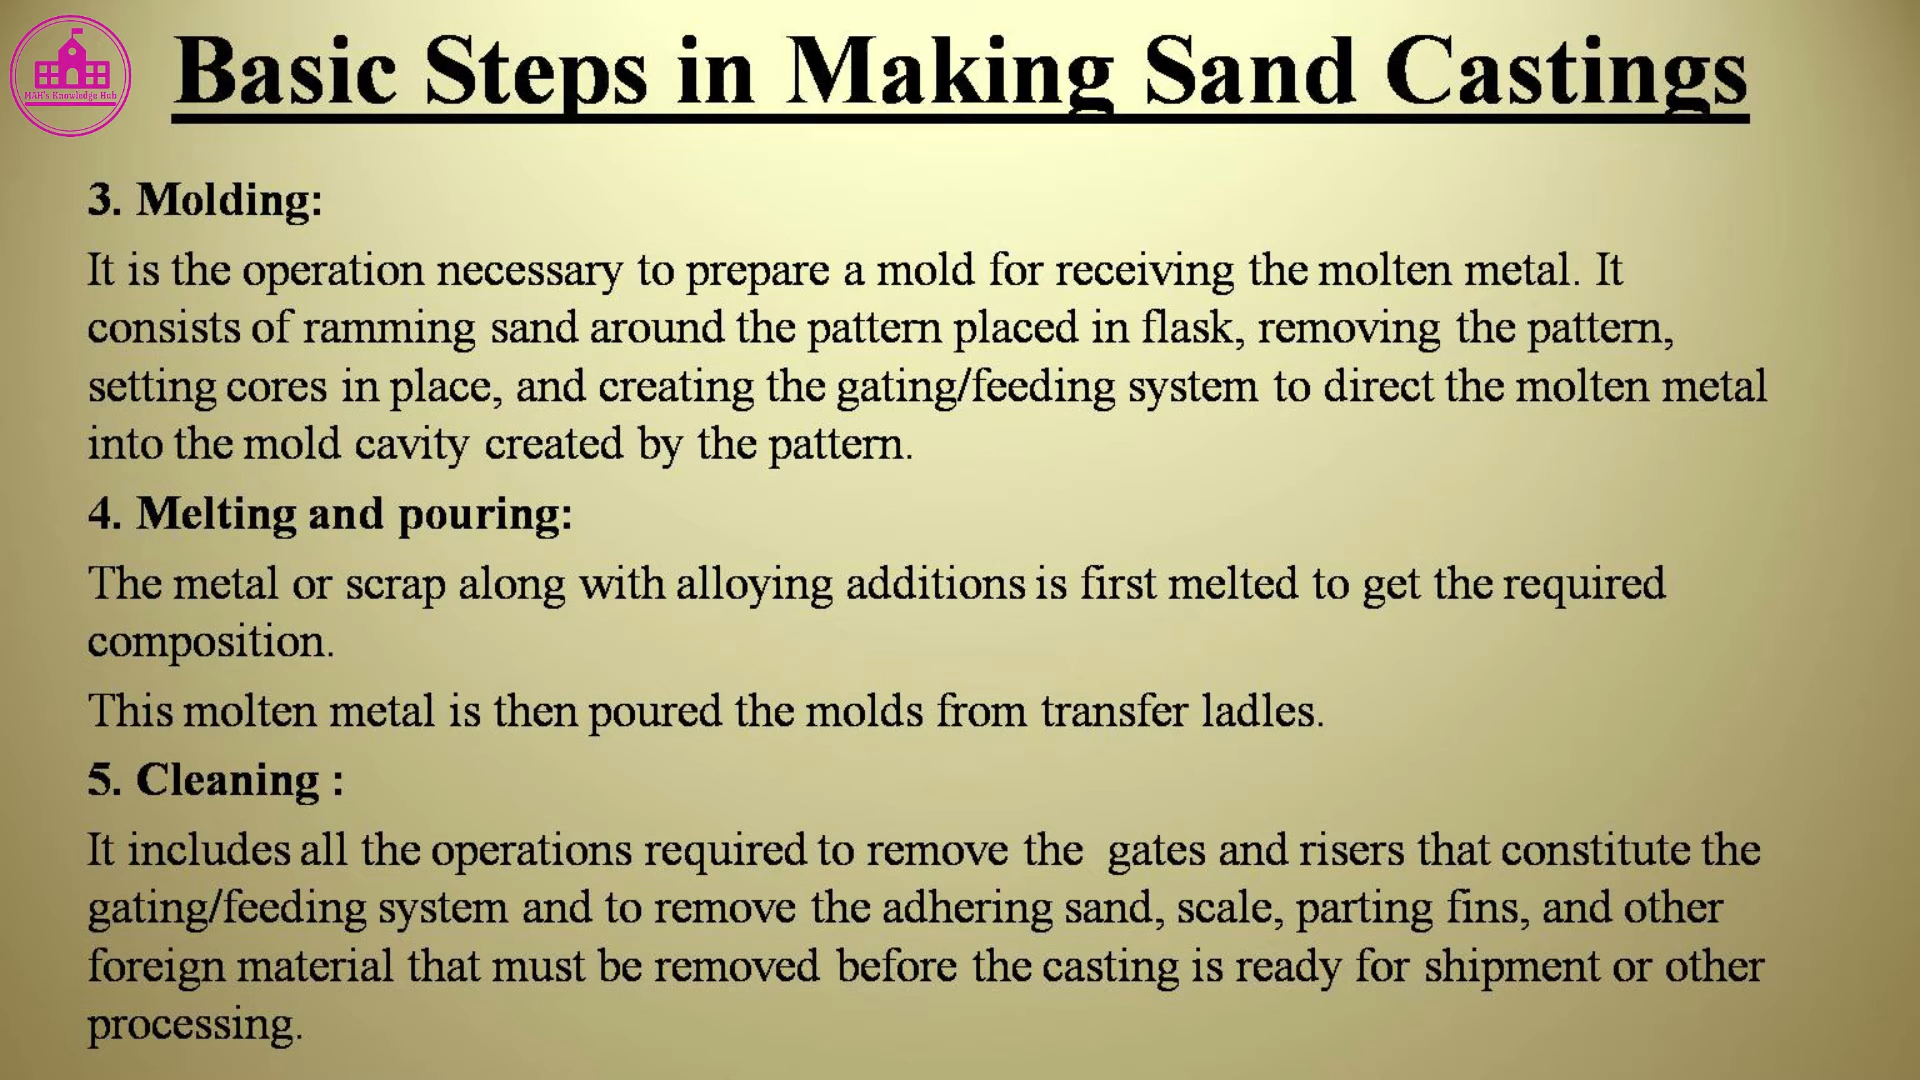 MAH's Knowledge Hub
Basic Steps in Making Sand Castings
3. Molding:
It is the operation necessary to prepare a mold for receiving the molten metal. It
consists of ramming sand around the pattern placed in flask, removing the pattern,
setting cores in place, and creating the gating/feeding system to direct the molten metal
into the mold cavity created by the pattern.
4. Melting and pouring:
The metal or scrap along with alloying additions is first melted to get the required
composition.
This molten metal is then poured the molds from transfer ladles.
5. Cleaning :
It includes all the operations required to remove the gates and risers that constitute the
gating/feeding system and to remove the adhering sand, scale, parting fins, and other
foreign material that must be removed before the casting is ready for shipment or other
processing.